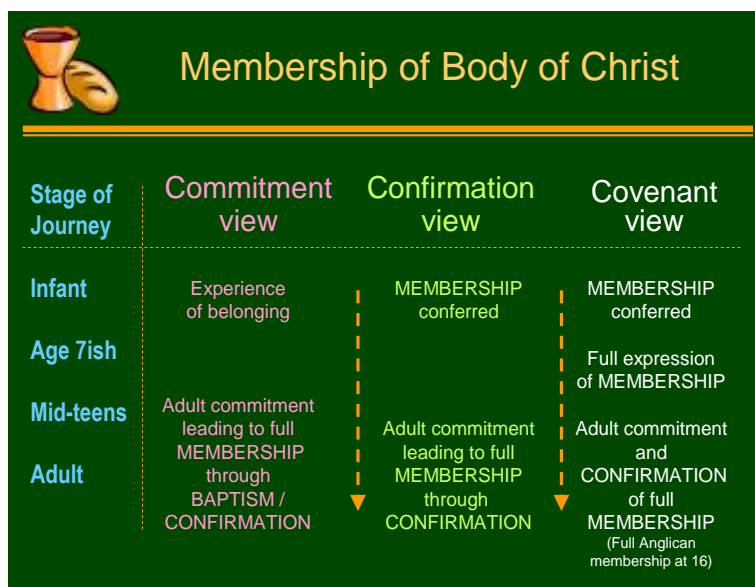 Membership of Body of Christ
Stage of
Journey
Commitment
view
Confirmation
view
Covenant
view
Infant
Experience
of belonging
MEMBERSHIP
conferred
MEMBERSHIP
conferred
Age 7ish
Full expression
of MEMBERSHIP
Mid-teens
Adult
Adult commitment
leading to full
MEMBERSHIP
through
BAPTISM /
CONFIRMATION
Adult commitment
leading to full
MEMBERSHIP
through
CONFIRMATION
Adult commitment
and
CONFIRMATION
of full
MEMBERSHIP
(Full Anglican
membership at 16)